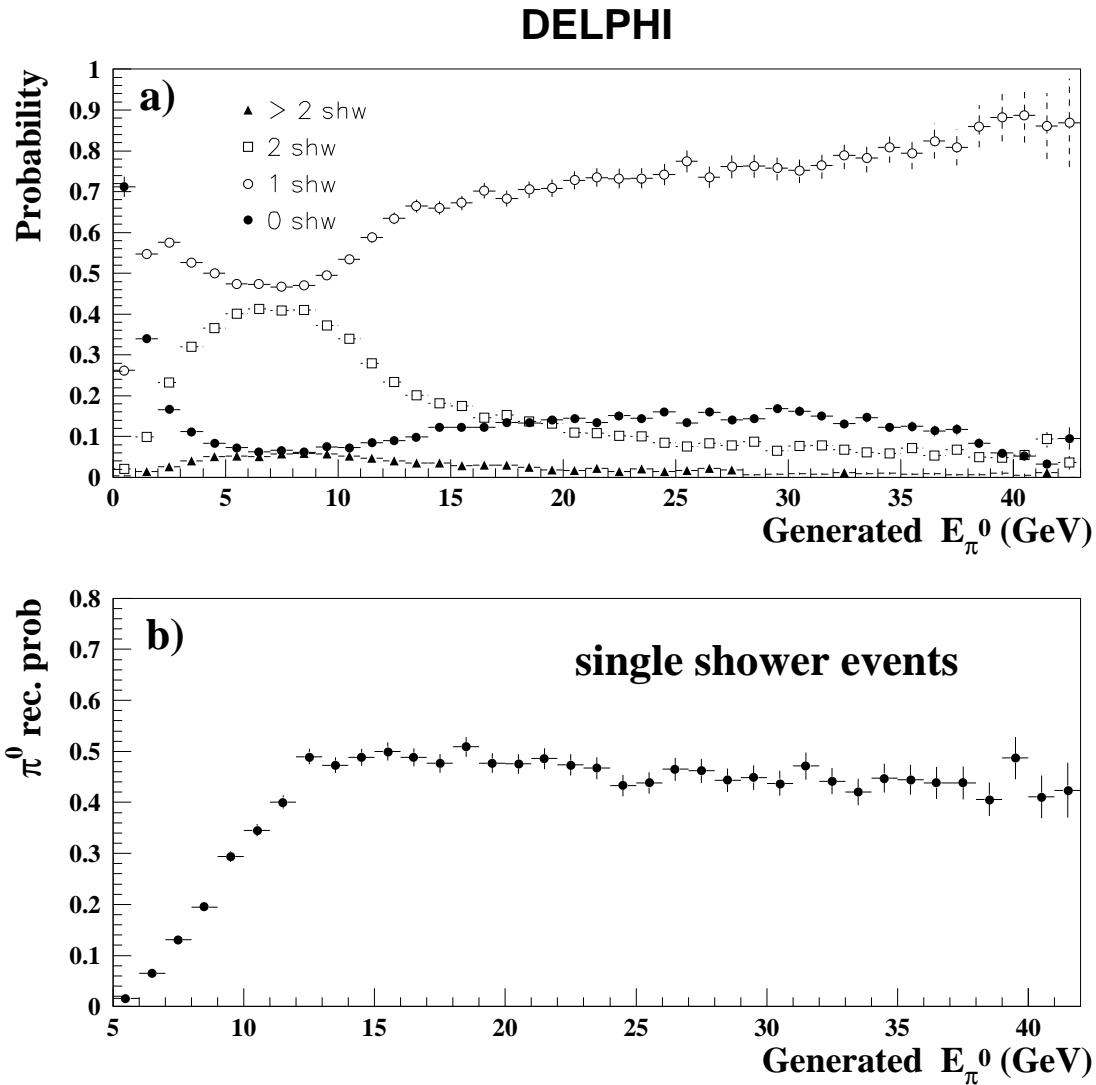 DELPHI
Probability
a)
> 2 shw
2 shw
1 shw
0 shw
1
0.9
0.8
0.7
0.6
0.5
0.4
0.3
0.2
0.1
0
0 5 10 15 20 25 30 35 40
Generated E_π⁰ (GeV)
π⁰ rec. prob
b)
single shower events
0.8
0.7
0.6
0.5
0.4
0.3
0.2
0.1
0
5 10 15 20 25 30 35 40
Generated E_π⁰ (GeV)